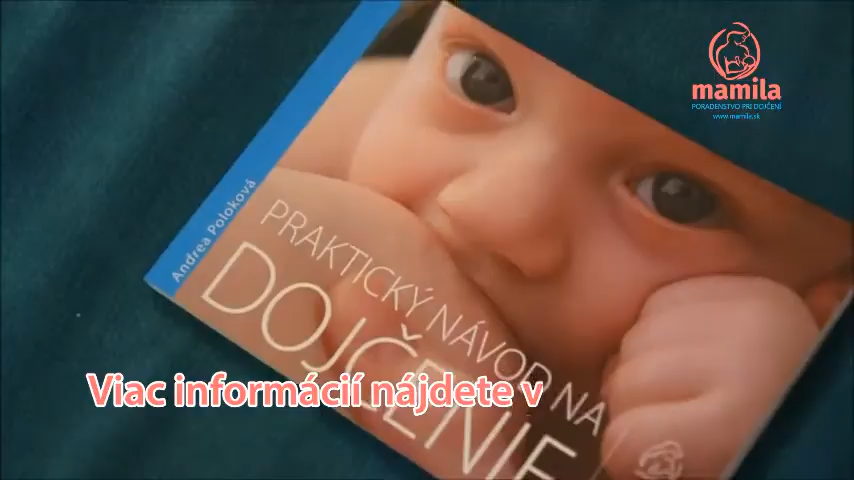 mamila
PORADENSTVO PRI DOJČENÍ
www.mamila.sk
Andrea Poloková
PRAKTICKÝ NÁVOD NA
DOJČENIE
Viac informácií nájdete v